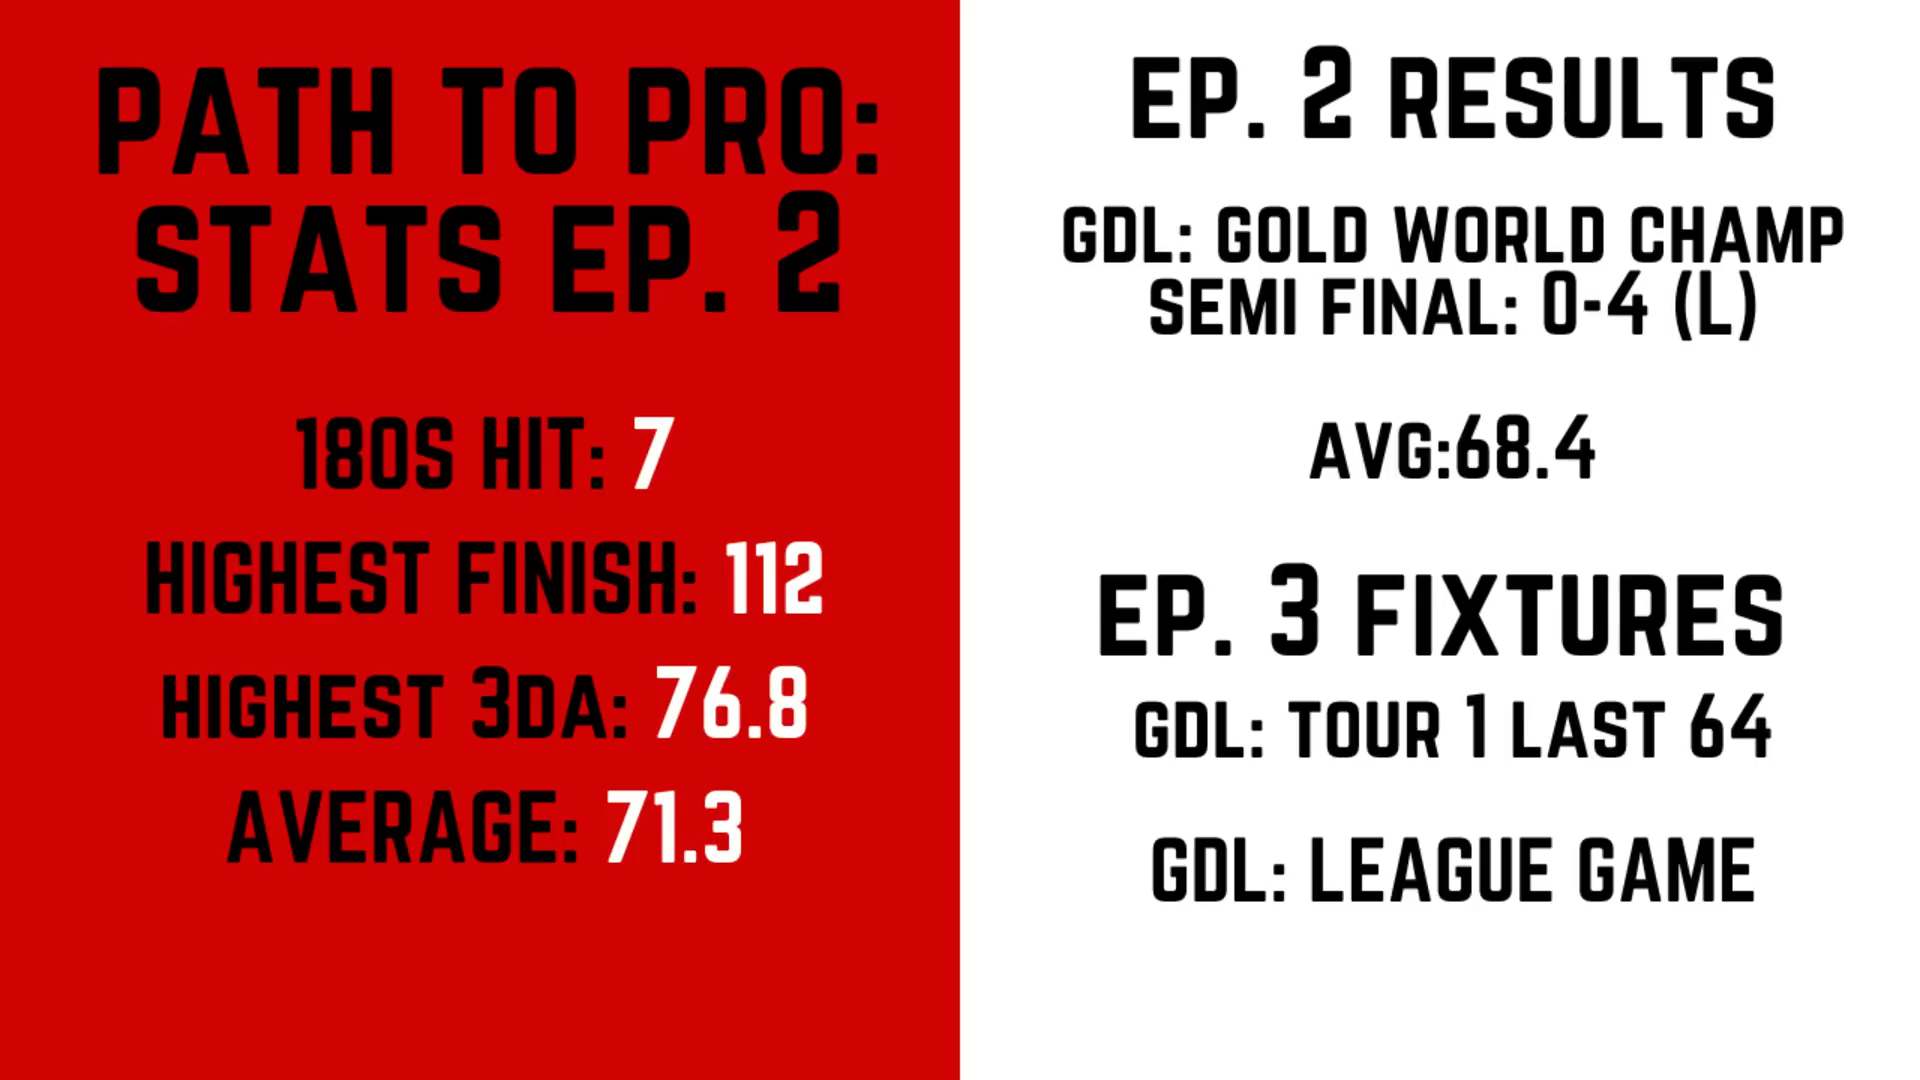 PATH TO PRO:
STATS EP. 2
180S HIT: 7
HIGHEST FINISH: 112
HIGHEST 3DA: 76.8
AVERAGE: 71.3
EP. 2 RESULTS
GDL: GOLD WORLD CHAMP
SEMI FINAL: 0-4 (L)
AVG:68.4
EP. 3 FIXTURES
GDL: TOUR 1 LAST 64
GDL: LEAGUE GAME